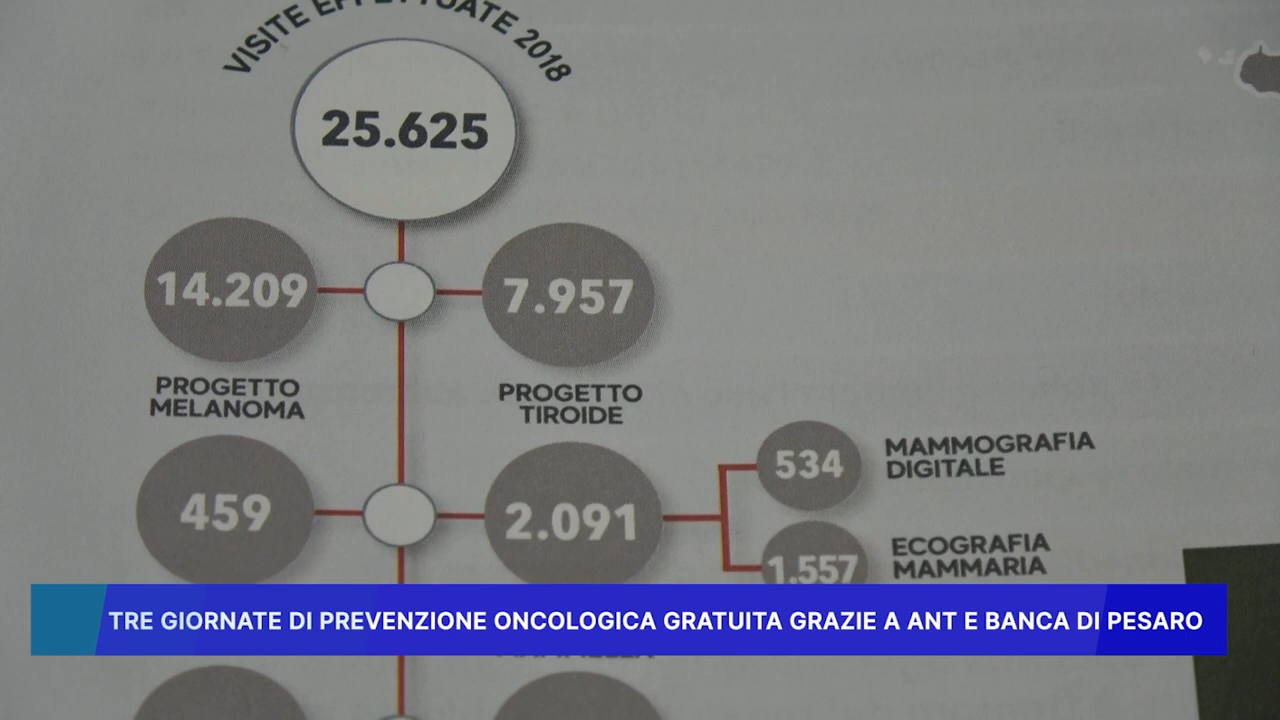 VISITE EFFETTUATE 2018
25.625
14.209
7.957
PROGETTO
MELANOMA
PROGETTO
TIROIDE
459
2.091
534
MAMMOGRAFIA
DIGITALE
1.557
ECOGRAFIA
MAMMARIA
TRE GIORNATE DI PREVENZIONE ONCOLOGICA GRATUITA GRAZIE A ANT E BANCA DI PESARO